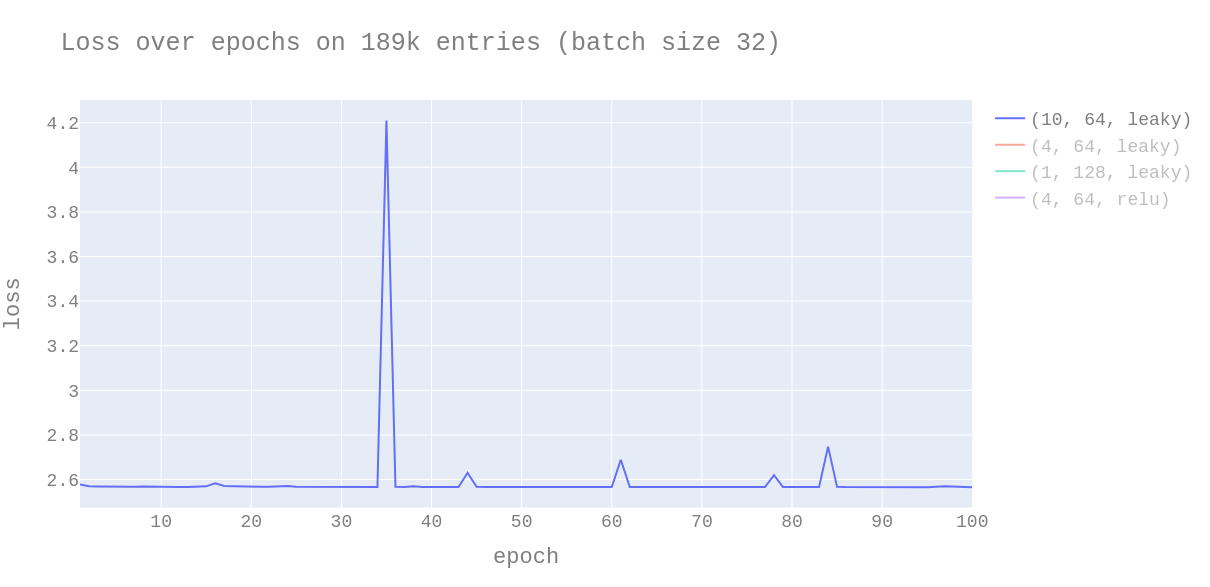 Loss over epochs on 189k entries (batch size 32)
4.2
4
3.8
3.6
3.4
3.2
3
2.8
2.6
loss
10 20 30 40 50 60 70 80 90 100
epoch
(10, 64, leaky)
(4, 64, leaky)
(1, 128, leaky)
(4, 64, relu)